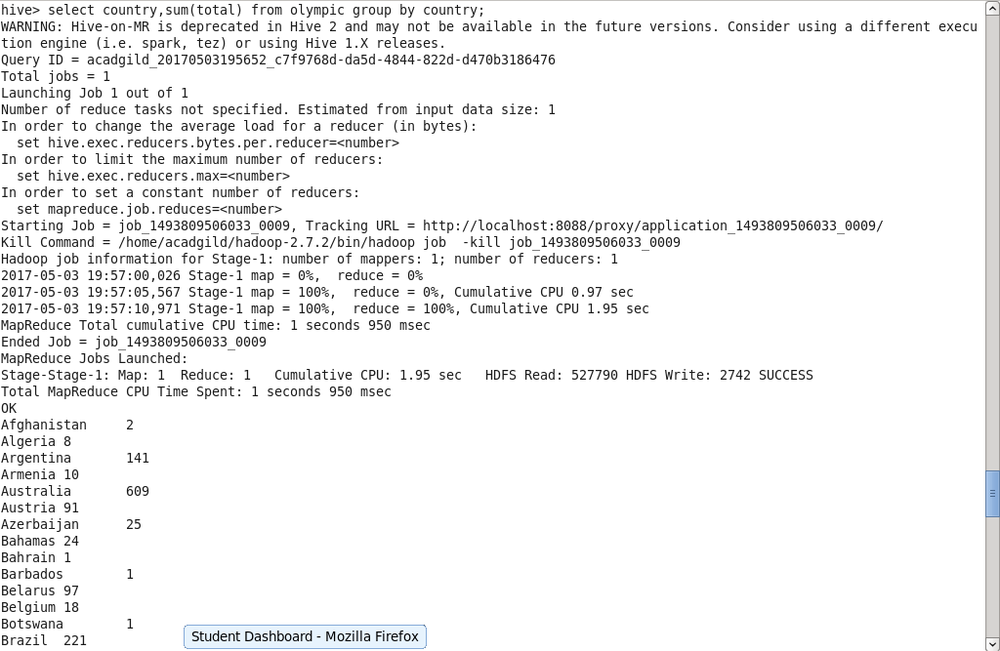 hive> select country,sum(total) from olympic group by country;
WARNING: Hive-on-MR is deprecated in Hive 2 and may not be available in the future versions. Consider using a different execu
tion engine (i.e. spark, tez) or using Hive 1.X releases.
Query ID = acadgild_20170503195652_c7f9768d-da5d-4844-822d-d470b3186476
Total jobs = 1
Launching Job 1 out of 1
Number of reduce tasks not specified. Estimated from input data size: 1
In order to change the average load for a reducer (in bytes):
  set hive.exec.reducers.bytes.per.reducer=<number>
In order to limit the maximum number of reducers:
  set hive.exec.reducers.max=<number>
In order to set a constant number of reducers:
  set mapreduce.job.reduces=<number>
Starting Job = job_1493809506033_0009, Tracking URL = http://localhost:8088/proxy/application_1493809506033_0009/
Kill Command = /home/acadgild/hadoop-2.7.2/bin/hadoop job  -kill job_1493809506033_0009
Hadoop job information for Stage-1: number of mappers: 1; number of reducers: 1
2017-05-03 19:57:00,026 Stage-1 map = 0%,  reduce = 0%
2017-05-03 19:57:05,567 Stage-1 map = 100%,  reduce = 0%, Cumulative CPU 0.97 sec
2017-05-03 19:57:10,971 Stage-1 map = 100%,  reduce = 100%, Cumulative CPU 1.95 sec
MapReduce Total cumulative CPU time: 1 seconds 950 msec
Ended Job = job_1493809506033_0009
MapReduce Jobs Launched:
Stage-Stage-1: Map: 1  Reduce: 1   Cumulative CPU: 1.95 sec   HDFS Read: 527790 HDFS Write: 2742 SUCCESS
Total MapReduce CPU Time Spent: 1 seconds 950 msec
OK
Afghanistan     2
Algeria 8
Argentina       141
Armenia 10
Australia       609
Austria 91
Azerbaijan      25
Bahamas 24
Bahrain 1
Barbados        1
Belarus 97
Belgium 18
Botswana        1
Student Dashboard - Mozilla Firefox
Brazil  221